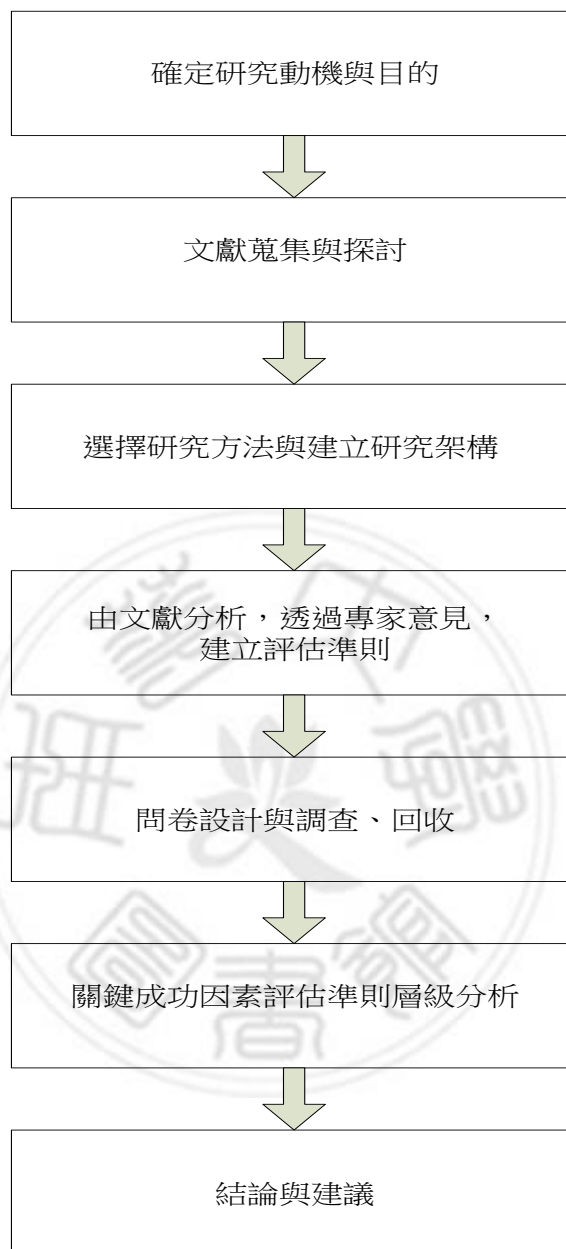 確定研究動機與目的
文獻蒐集與探討
選擇研究方法與建立研究架構
由文獻分析，透過專家意見，
建立評估準則
問卷設計與調查、回收
關鍵成功因素評估準則層級分析
結論與建議